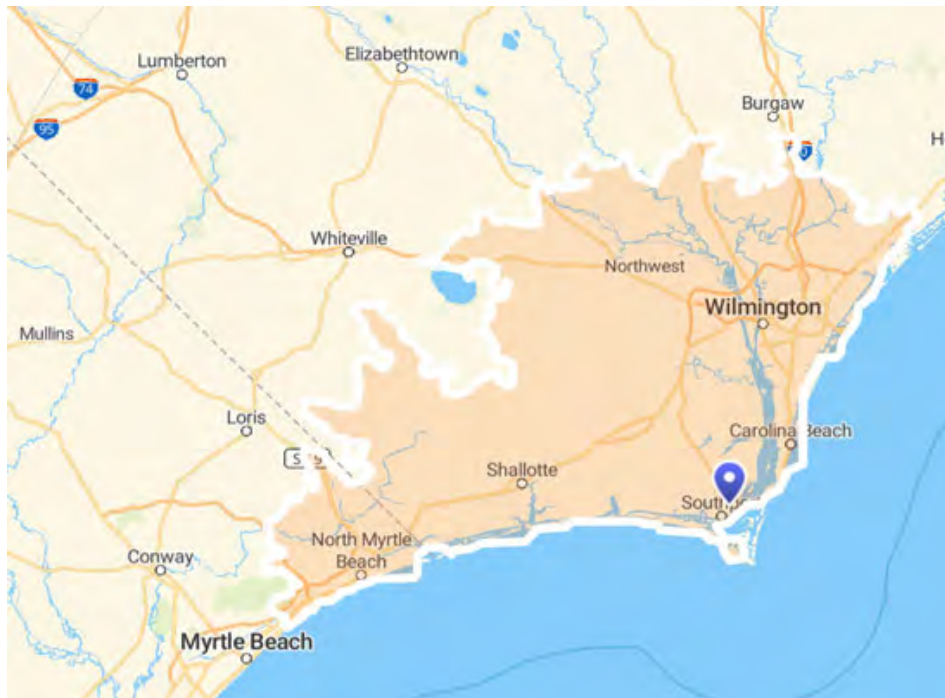 Elizabethtown
Lumberton
74
95
Burgaw
Whiteville
Northwest
Wilmington
Mullins
Loris
Carolina Beach
Shallotte
North Myrtle
Beach
Conway
Myrtle Beach